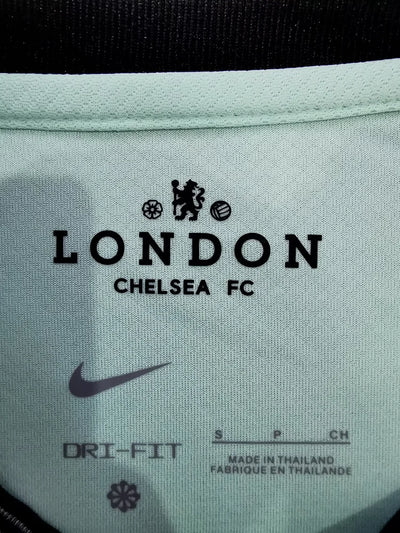 LONDON
CHELSEA FC
DRI-FIT
S P CH
MADE IN THAILAND
FABRIQUE EN THAILANDE